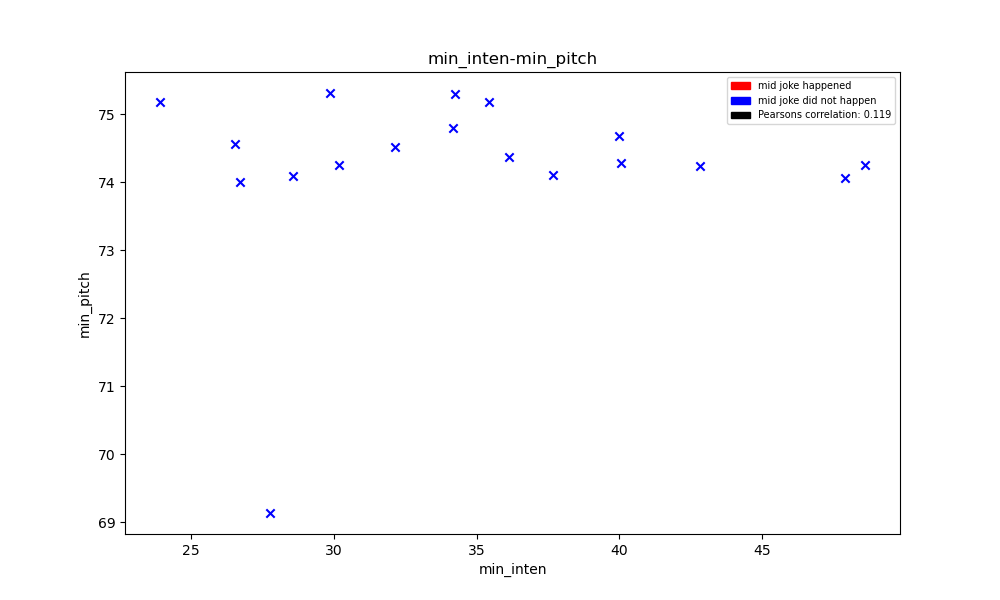 min_inten-min_pitch
mid joke happened
mid joke did not happen
Pearsons correlation: 0.119
75
74
73
72
71
70
69
min_pitch
25 30 35 40 45
min_inten